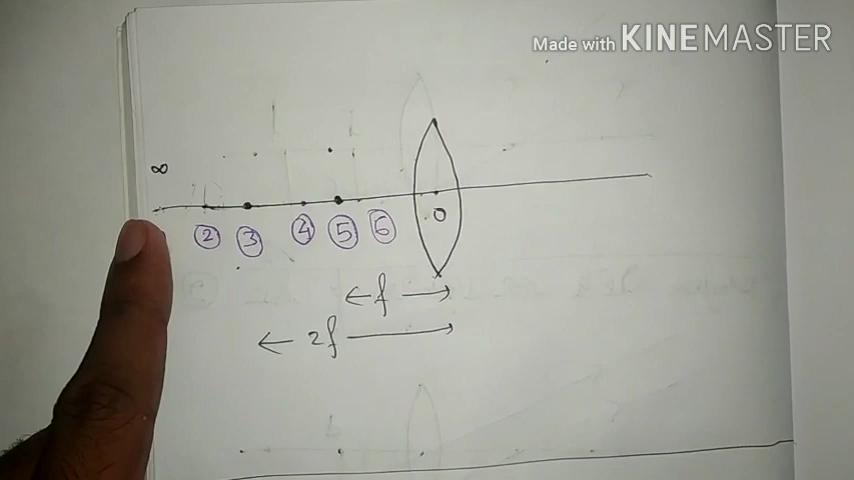 Made with KINEMASTER
∞
② ③ ④ ⑤ ⑥ O
← f →
← 2f →